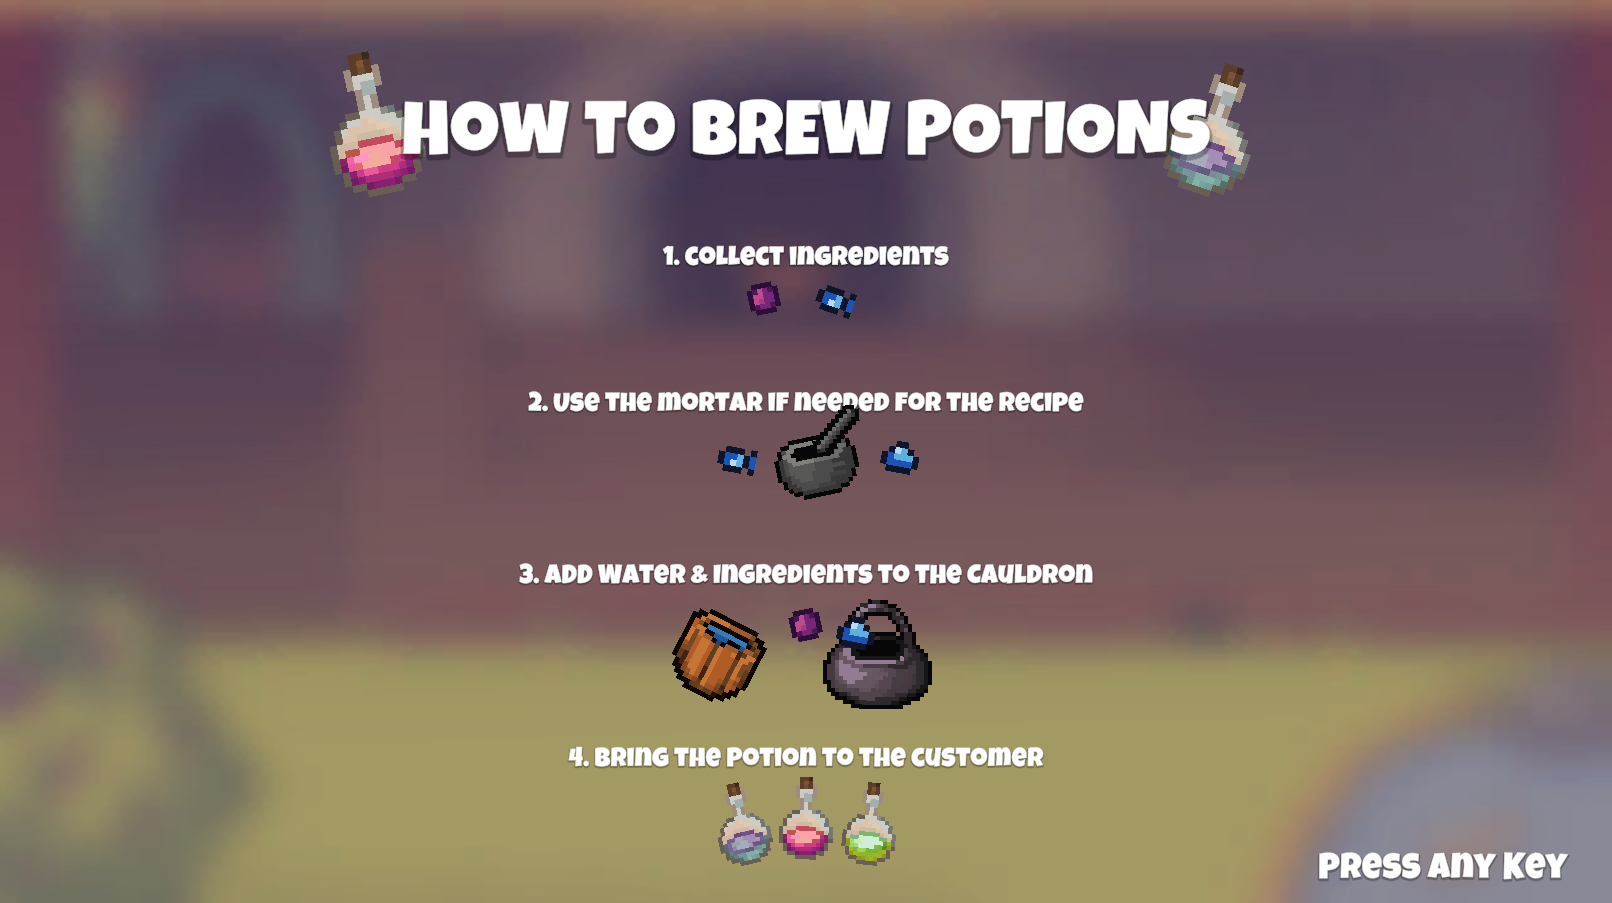 HOW TO BREW POTIONS
1. COLLECT INGREDIENTS
2. USE THE MORTAR IF NEEDED FOR THE RECIPE
3. ADD WATER & INGREDIENTS TO THE CAULDRON
4. BRING THE POTION TO THE CUSTOMER
PRESS ANY KEY